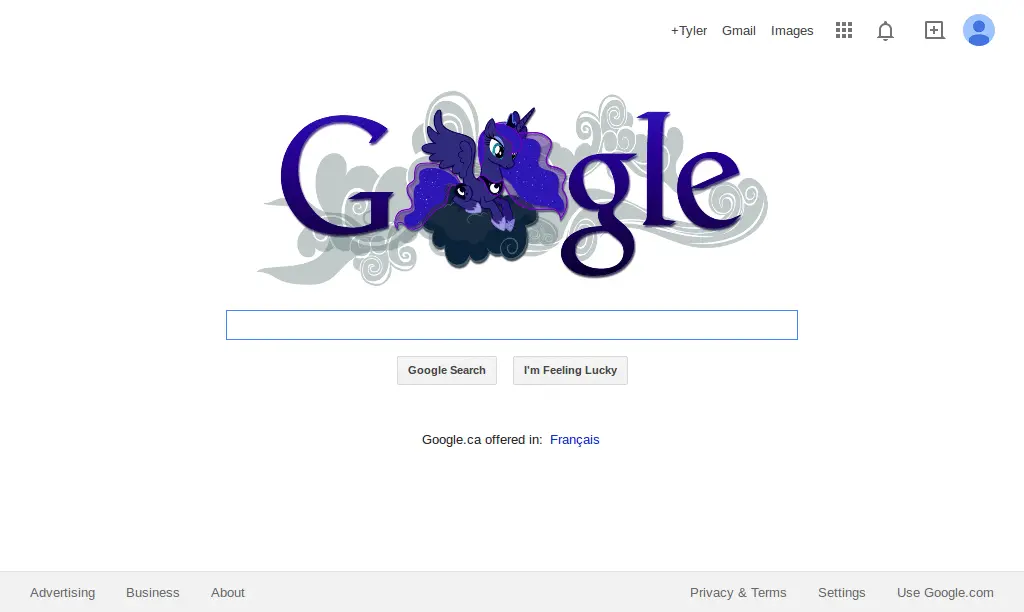 +Tyler Gmail Images
Google
Google Search I'm Feeling Lucky
Google.ca offered in: Français
Advertising Business About Privacy & Terms Settings Use Google.com